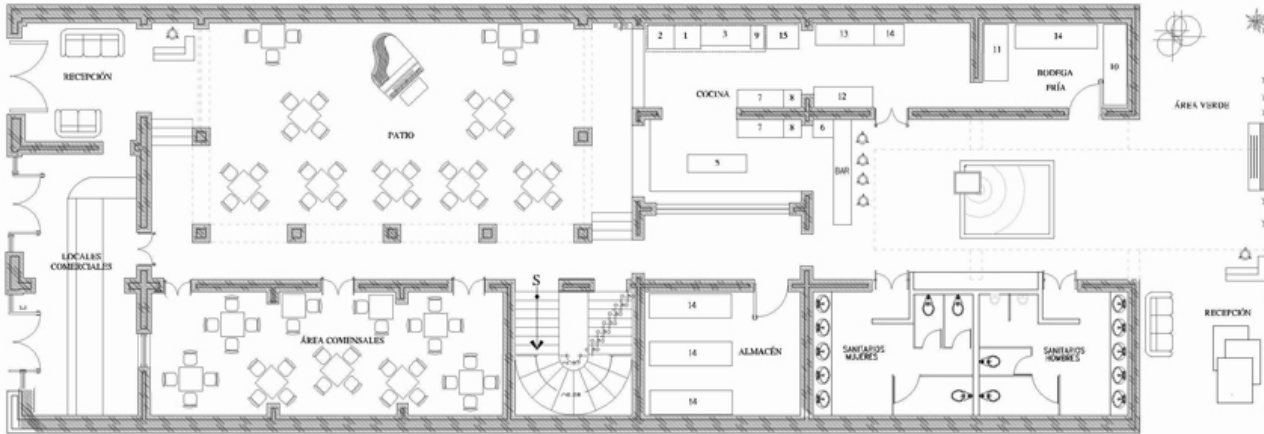 RECEPCIÓN
PATIO
LOCALES
COMERCIALES
ÁREA COMENSALES
S
COCINA
2
1
3
9
15
13
14
7
8
12
7
8
6
5
BAR
11
14
10
BODEGA
FRÍA
ÁREA VERDE
14
14
14
ALMACÉN
SANITARIOS
MUJERES
SANITARIOS
HOMBRES
RECEPCIÓN